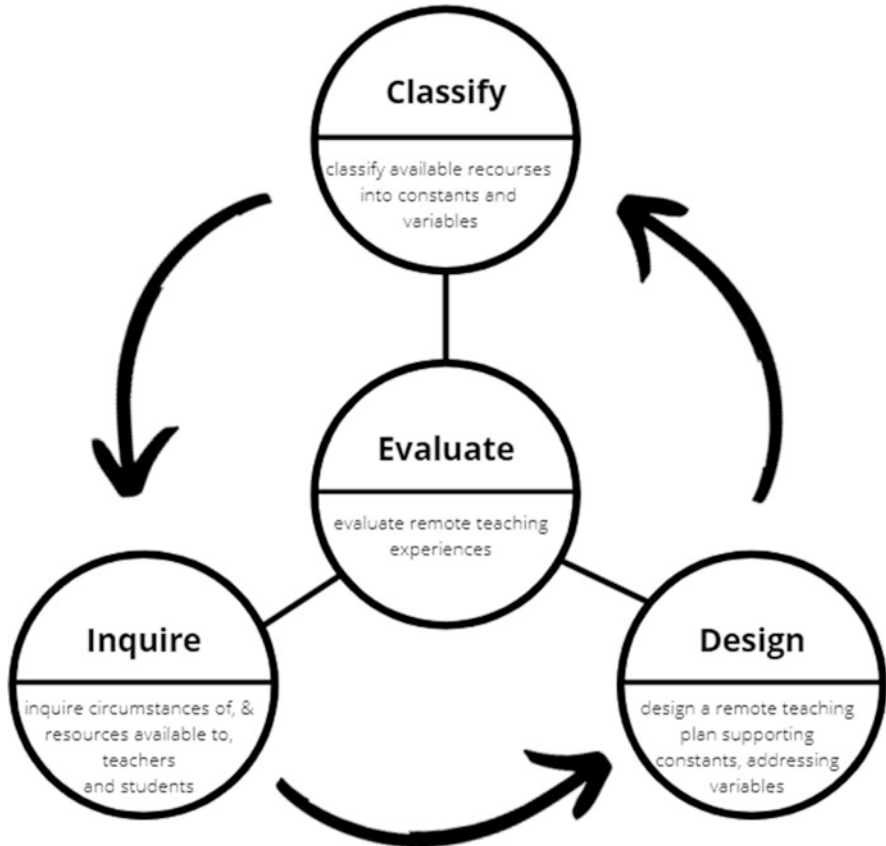 Classify
classify available recourses
into constants and
variables
Evaluate
evaluate remote teaching
experiences
Inquire
inquire circumstances of, &
resources available to,
teachers
and students
Design
design a remote teaching
plan supporting
constants, addressing
variables